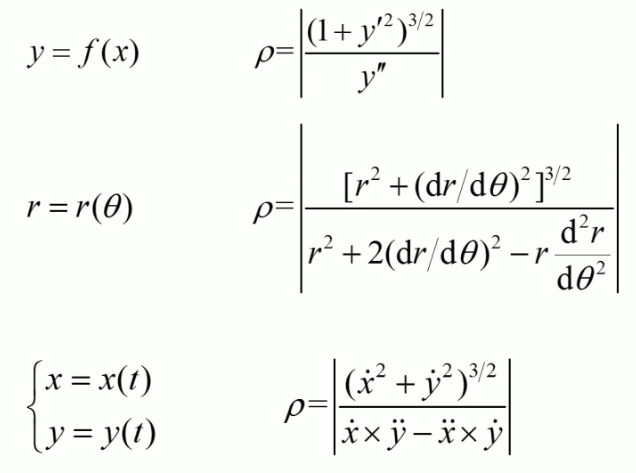 y = f(x) ρ = |(1 + y′²)^{3/2} / y″|
r = r(θ) ρ = |[r² + (dr/dθ)²]^{3/2} / (r² + 2(dr/dθ)² − r d²r/dθ²)|
{ x = x(t)
y = y(t) ρ = |(ẋ² + ẏ²)^{3/2} / (ẋ × ÿ − ẍ × ẏ)|